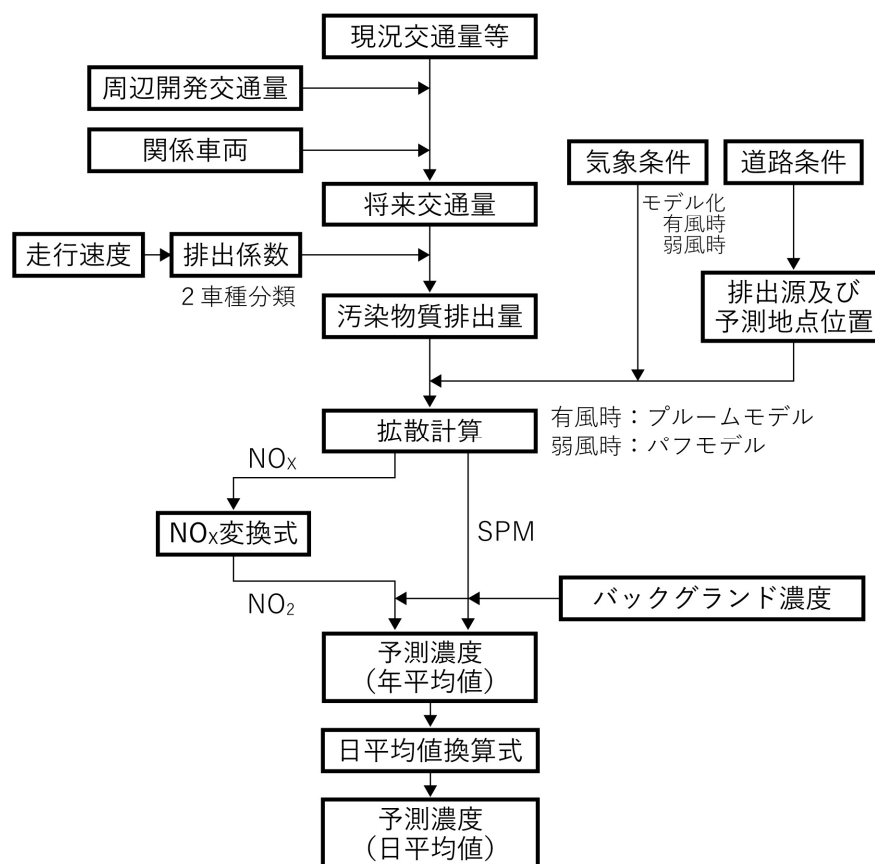 現況交通量等
周辺開発交通量
関係車両
気象条件
道路条件
将来交通量
モデル化
有風時
弱風時
走行速度
排出係数
2車種分類
汚染物質排出量
排出源及び
予測地点位置
拡散計算
有風時：プルームモデル
弱風時：パフモデル
NOX
NOX変換式
SPM
NO2
バックグランド濃度
予測濃度
（年平均値）
日平均値換算式
予測濃度
（日平均値）